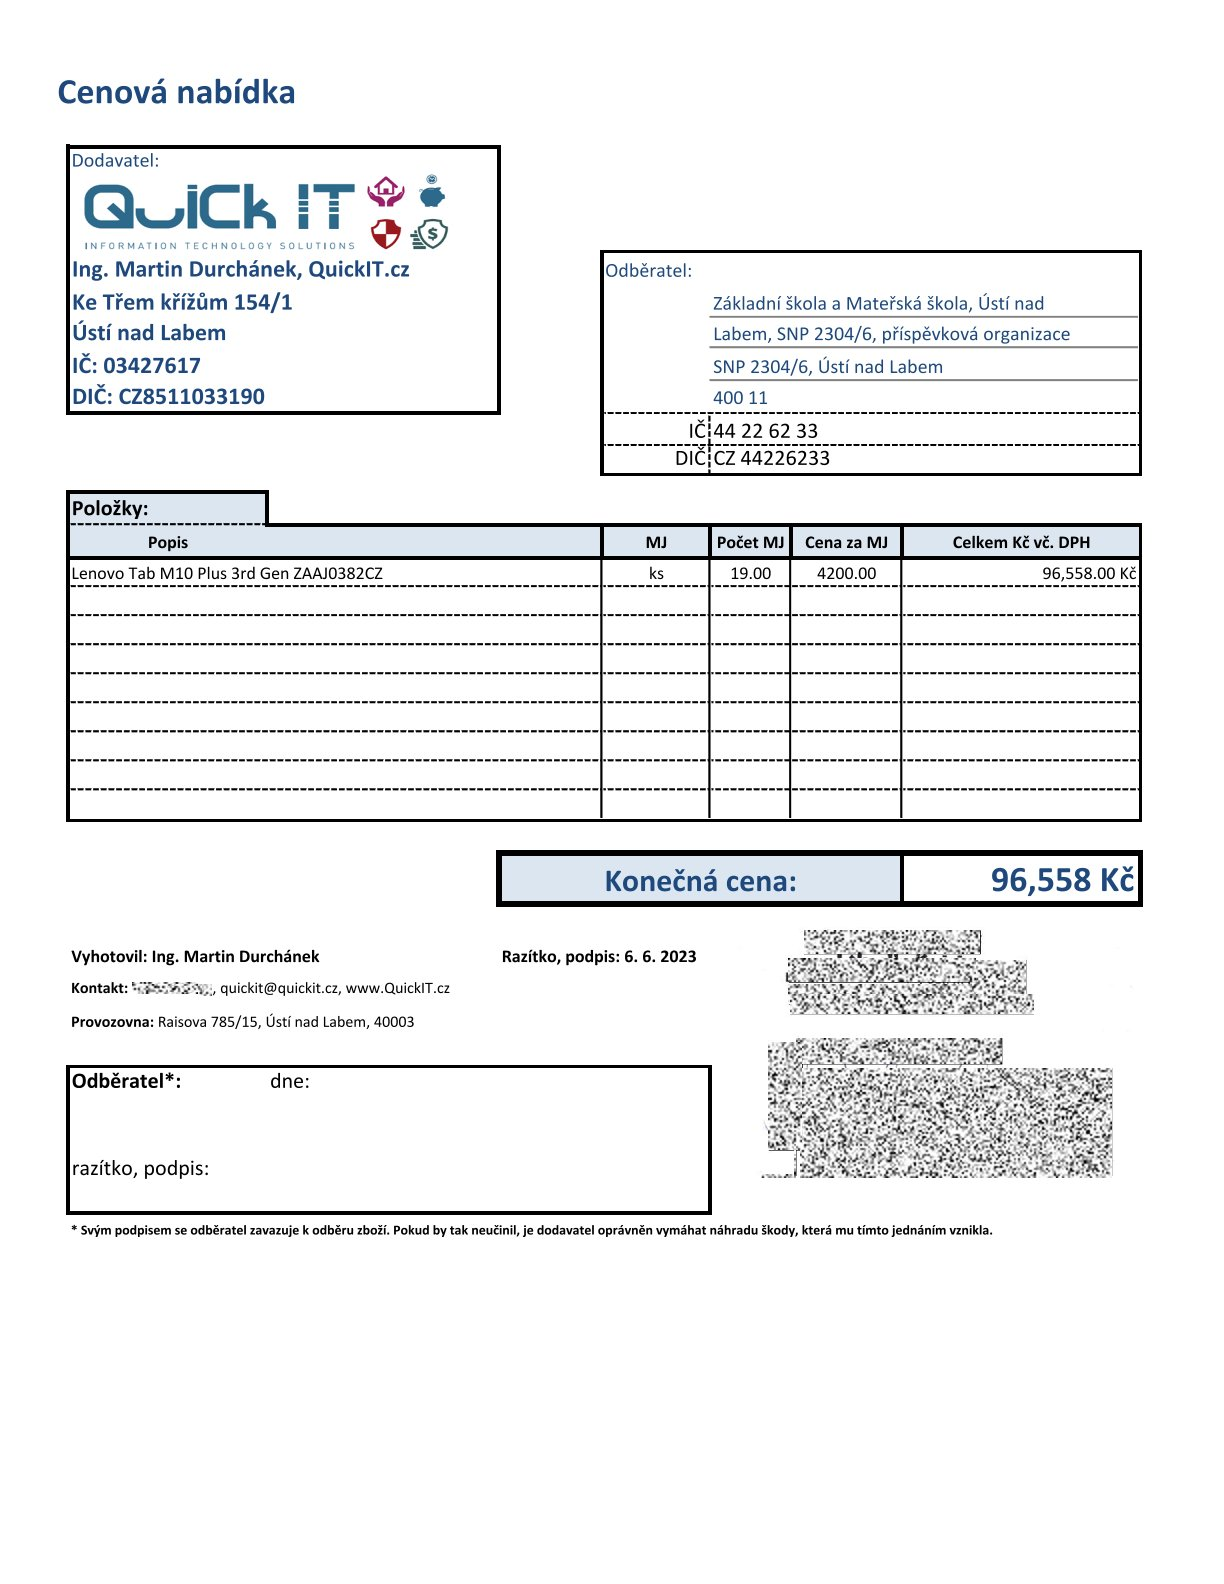 Cenová nabídka
Dodavatel:
Quick IT
INFORMATION TECHNOLOGY SOLUTIONS
Ing. Martin Durchánek, QuickIT.cz
Ke Třem křížům 154/1
Ústí nad Labem
IČ: 03427617
DIČ: CZ8511033190
Odběratel:
Základní škola a Mateřská škola, Ústí nad
Labem, SNP 2304/6, příspěvková organizace
SNP 2304/6, Ústí nad Labem
400 11
IČ 44 22 62 33
DIČ CZ 44226233
Položky:
Popis MJ Počet MJ Cena za MJ Celkem Kč vč. DPH
Lenovo Tab M10 Plus 3rd Gen ZAAJ0382CZ ks 19.00 4200.00 96,558.00 Kč
Konečná cena: 96,558 Kč
Vyhotovil: Ing. Martin Durchánek Razítko, podpis: 6. 6. 2023
Kontakt: , quickit@quickit.cz, www.QuickIT.cz
Provozovna: Raisova 785/15, Ústí nad Labem, 40003
Odběratel*: dne:
razítko, podpis:
* Svým podpisem se odběratel zavazuje k odběru zboží. Pokud by tak neučinil, je dodavatel oprávněn vymáhat náhradu škody, která mu tímto jednáním vznikla.